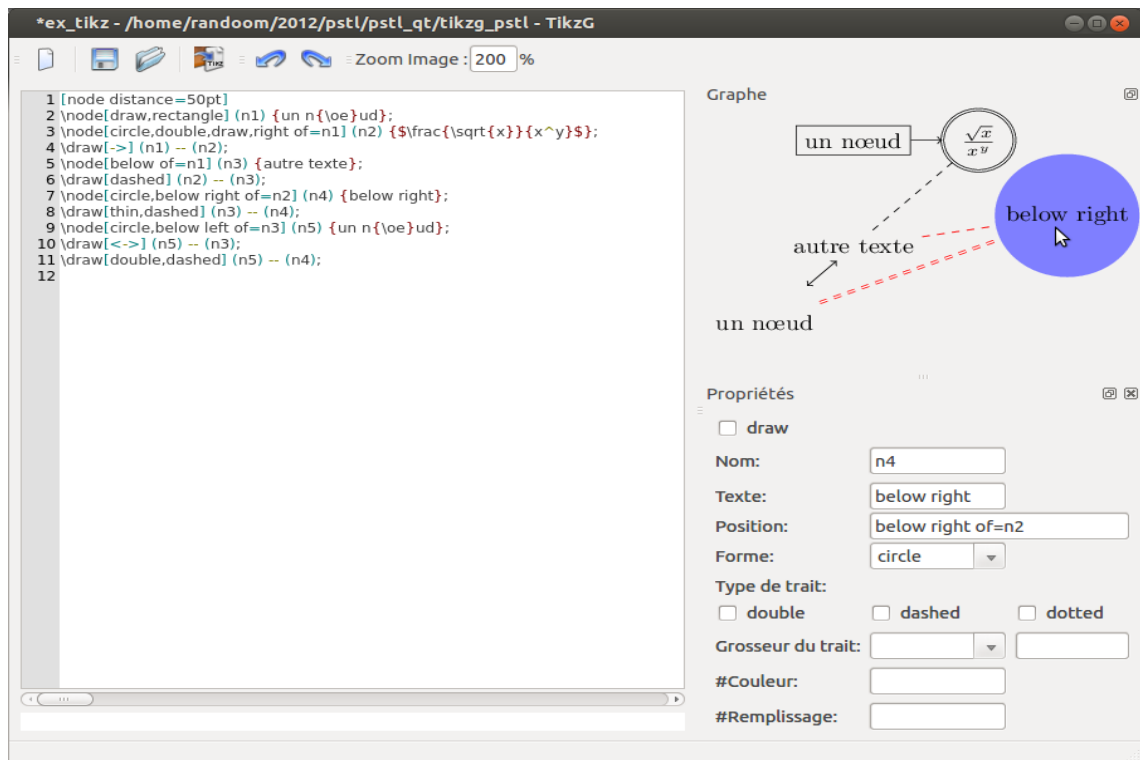 *ex_tikz - /home/randoom/2012/pstl/pstl_qt/tikzg_pstl - TikzG
TIKZ
Zoom Image : 200 %
1 [node distance=50pt]
2 \node[draw,rectangle] (n1) {un n{\oe}ud};
3 \node[circle,double,draw,right of=n1] (n2) {$\frac{\sqrt{x}}{x^y}$};
4 \draw[->] (n1) -- (n2);
5 \node[below of=n1] (n3) {autre texte};
6 \draw[dashed] (n2) -- (n3);
7 \node[circle,below right of=n2] (n4) {below right};
8 \draw[thin,dashed] (n3) -- (n4);
9 \node[circle,below left of=n3] (n5) {un n{\oe}ud};
10 \draw[<->] (n5) -- (n3);
11 \draw[double,dashed] (n5) -- (n4);
12
Graphe
un nœud
√x
x y
below right
autre texte
un nœud
Propriétés
draw
Nom: n4
Texte: below right
Position: below right of=n2
Forme: circle
Type de trait:
double dashed dotted
Grosseur du trait:
#Couleur:
#Remplissage: